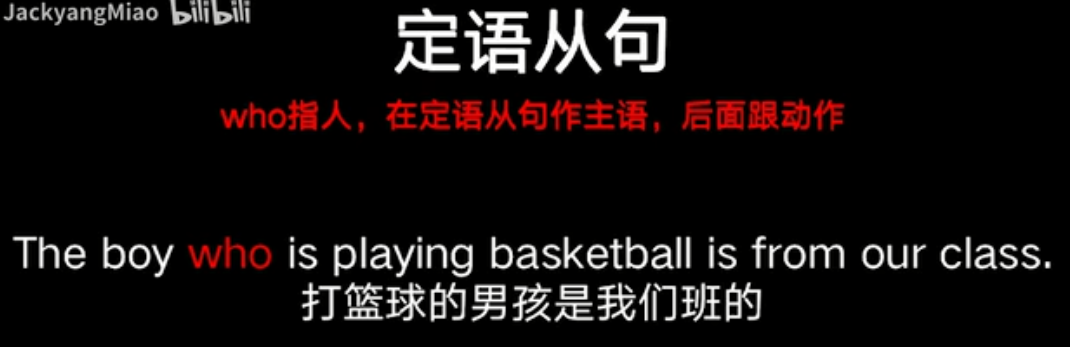 JackyangMiao bilibili
定语从句
who指人，在定语从句作主语，后面跟动作
The boy who is playing basketball is from our class.
打篮球的男孩是我们班的